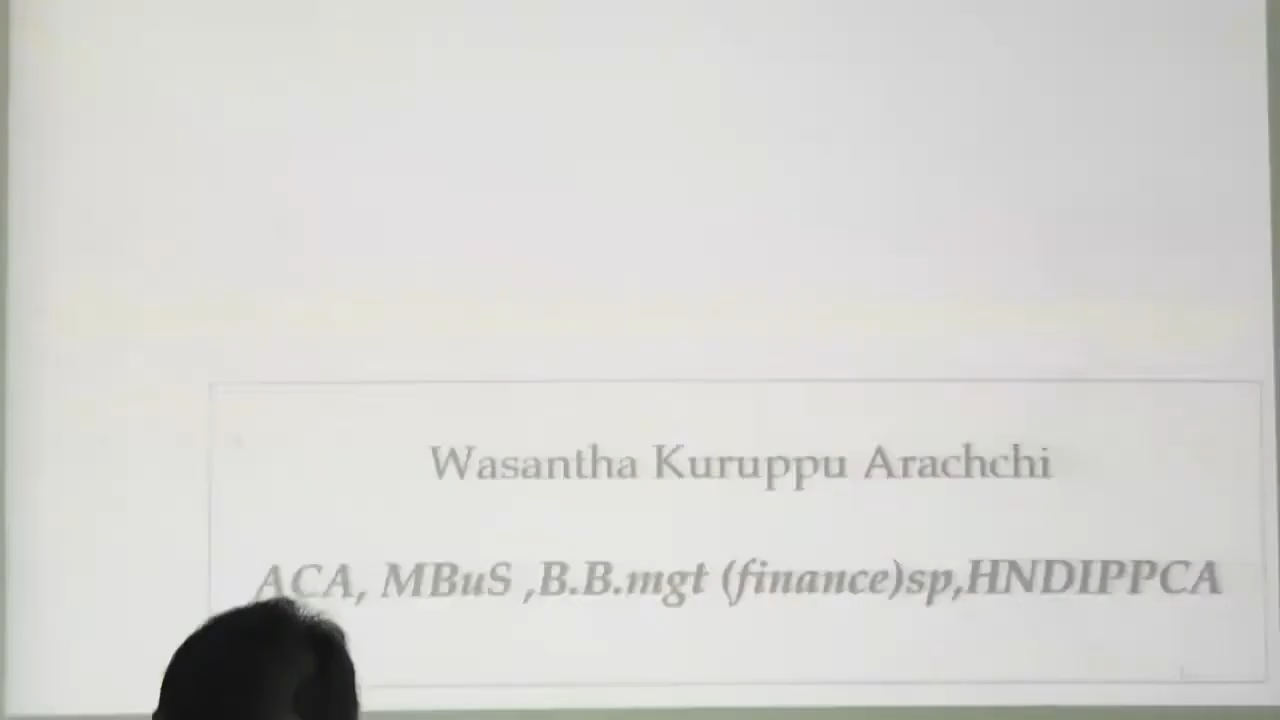 Wasantha Kuruppu Arachchi
ACA, MBuS ,B.B.mgt (finance)sp,HNDIPPCA